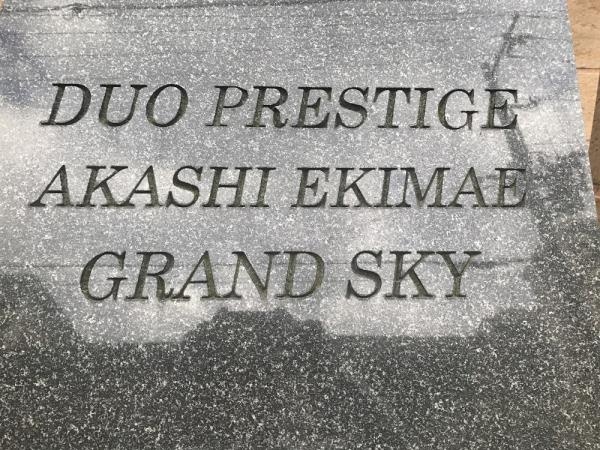 DUO PRESTIGE
AKASHI EKIMAE
GRAND SKY